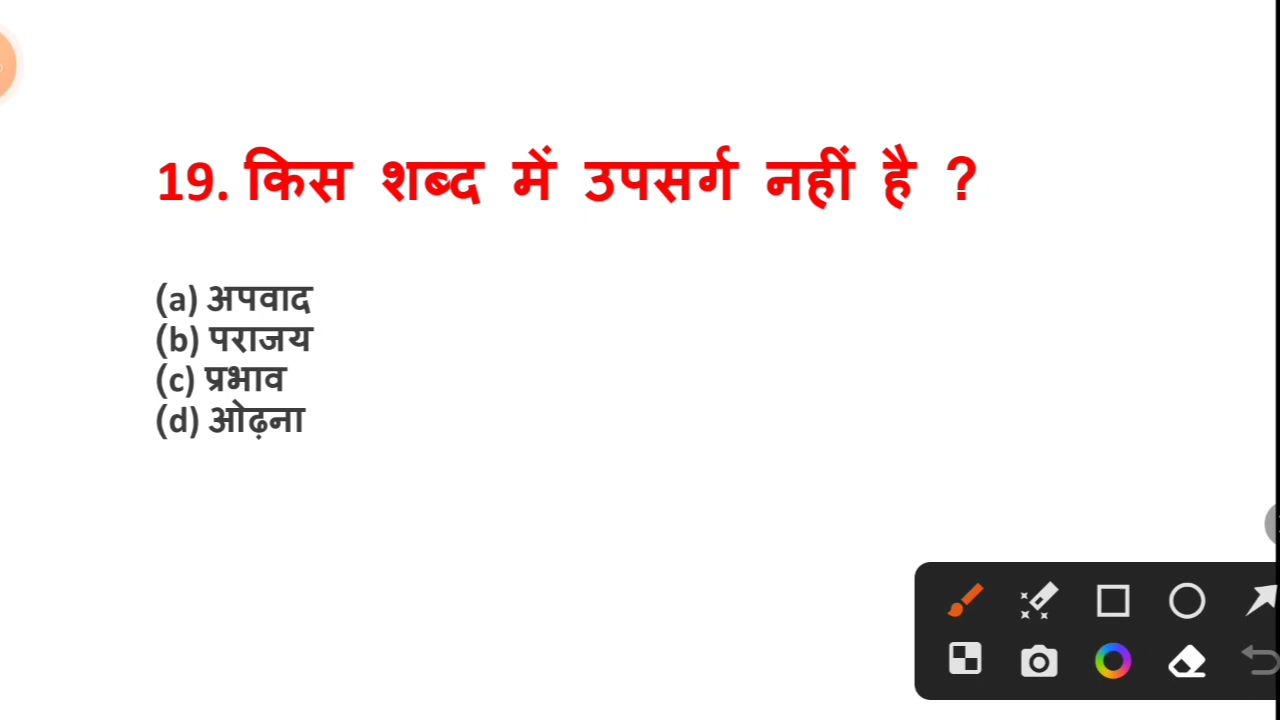 19. किस शब्द में उपसर्ग नहीं है ?
(a) अपवाद
(b) पराजय
(c) प्रभाव
(d) ओढ़ना